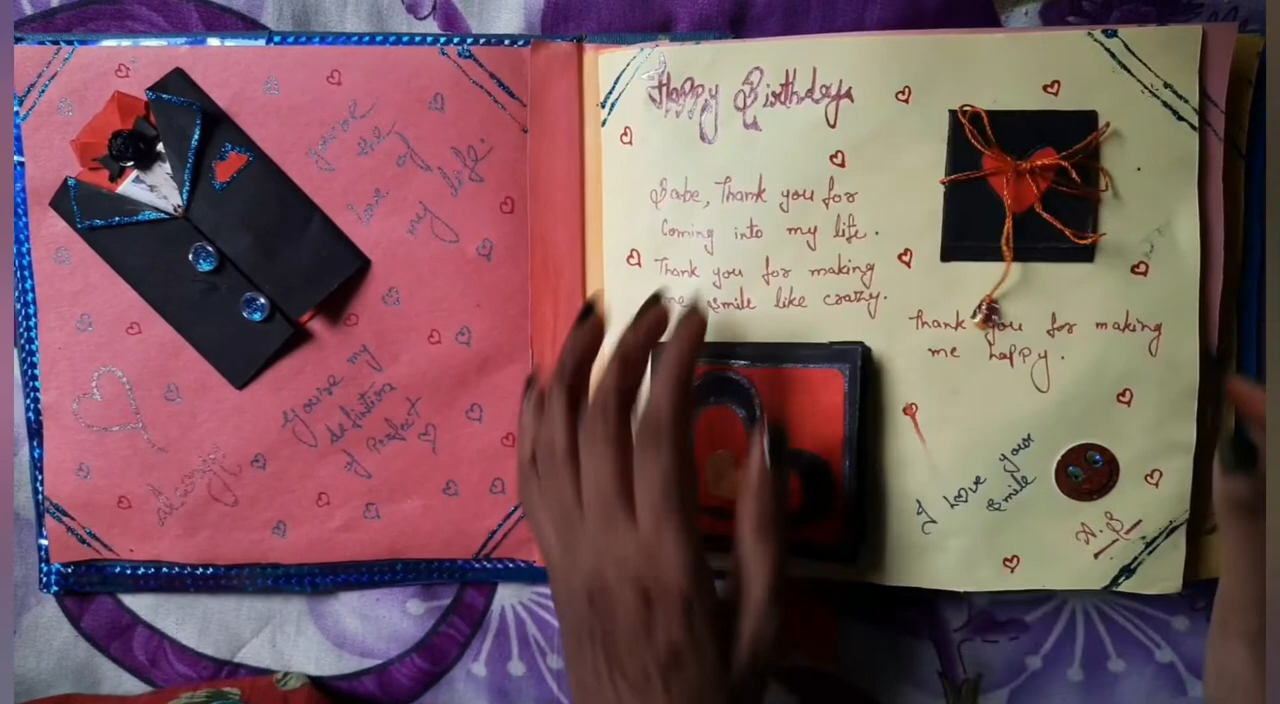 you're the
love of
my life.
you're my
definition
of Perfect
always
Happy Birthday
Babe, Thank you for
Coming into my life.
Thank you for making
me smile like crazy.
Thank you for making
me happy.
I Love your
Smile
A.B